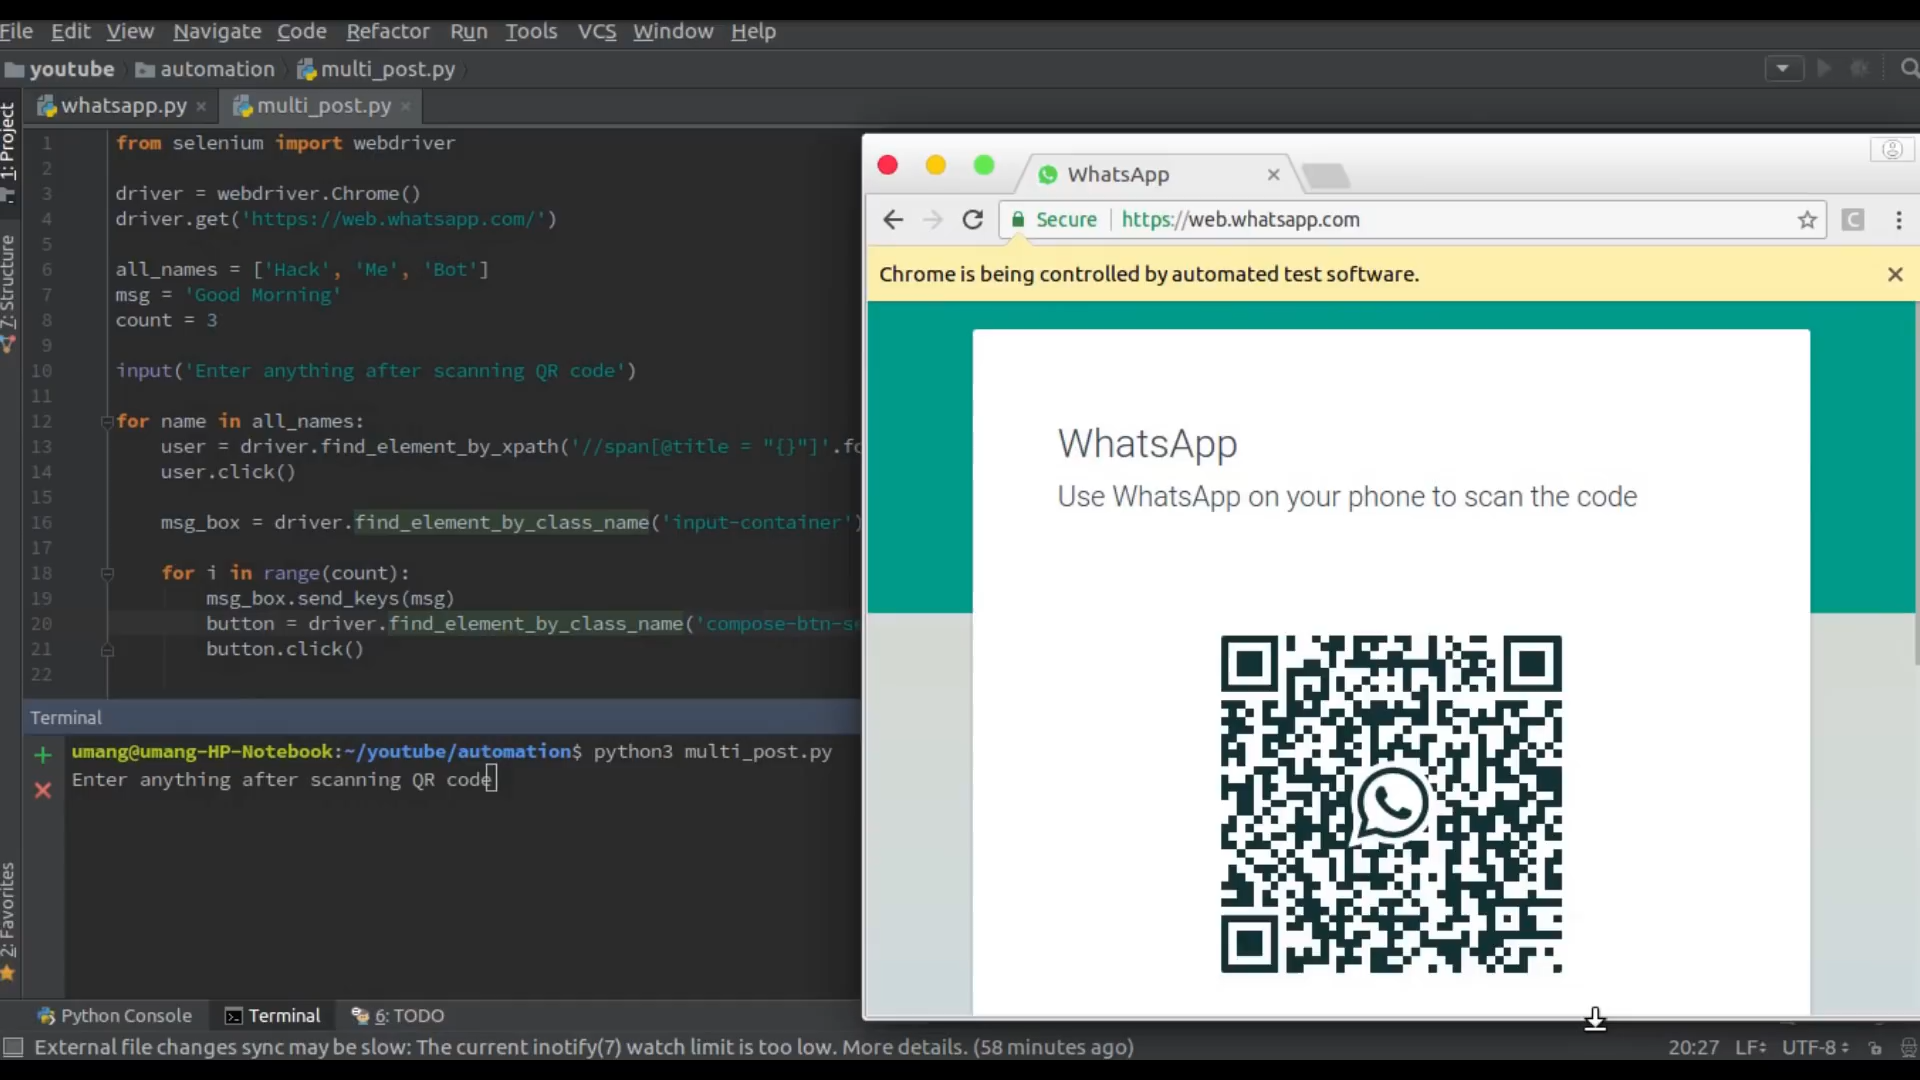 File Edit View Navigate Code Refactor Run Tools VCS Window Help
youtube automation multi_post.py
whatsapp.py multi_post.py
1: Project
7: Structure
2: Favorites
1 from selenium import webdriver
2
3 driver = webdriver.Chrome()
4 driver.get('https://web.whatsapp.com/')
5
6 all_names = ['Hack', 'Me', 'Bot']
7 msg = 'Good Morning'
8 count = 3
9
10 input('Enter anything after scanning QR code')
11
12 for name in all_names:
13 user = driver.find_element_by_xpath('//span[@title = "{}"]'.fo
14 user.click()
15
16 msg_box = driver.find_element_by_class_name('input-container')
17
18 for i in range(count):
19 msg_box.send_keys(msg)
20 button = driver.find_element_by_class_name('compose-btn-se
21 button.click()
22
Terminal
umang@umang-HP-Notebook:~/youtube/automation$ python3 multi_post.py
Enter anything after scanning QR code
WhatsApp
Secure https://web.whatsapp.com
C
Chrome is being controlled by automated test software.
WhatsApp
Use WhatsApp on your phone to scan the code
Python Console Terminal 6: TODO
External file changes sync may be slow: The current inotify(7) watch limit is too low. More details. (58 minutes ago)
20:27 LF UTF-8